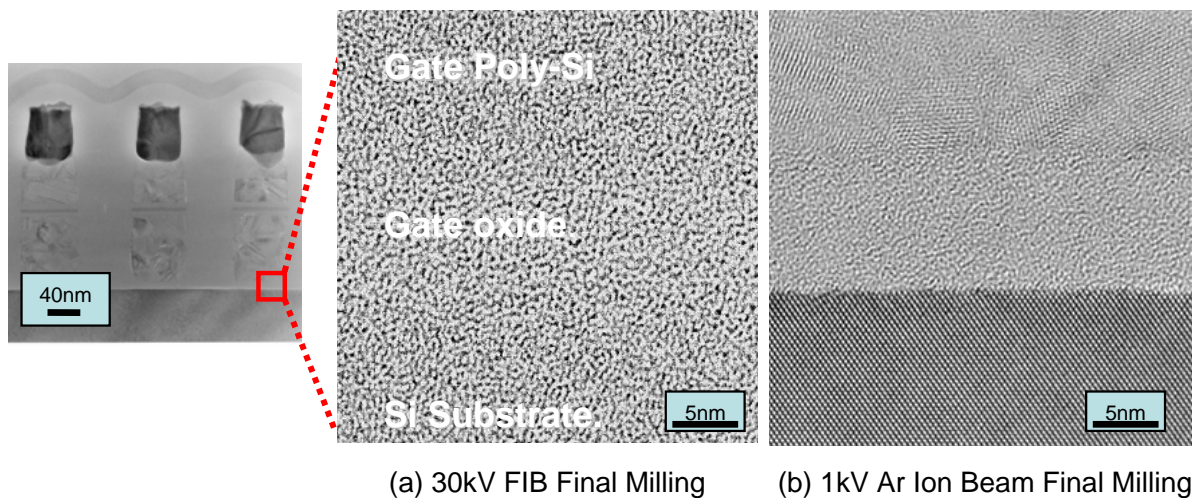 Gate Poly-Si
Gate oxide.
Si Substrate.
40nm
5nm
5nm
(a) 30kV FIB Final Milling
(b) 1kV Ar Ion Beam Final Milling